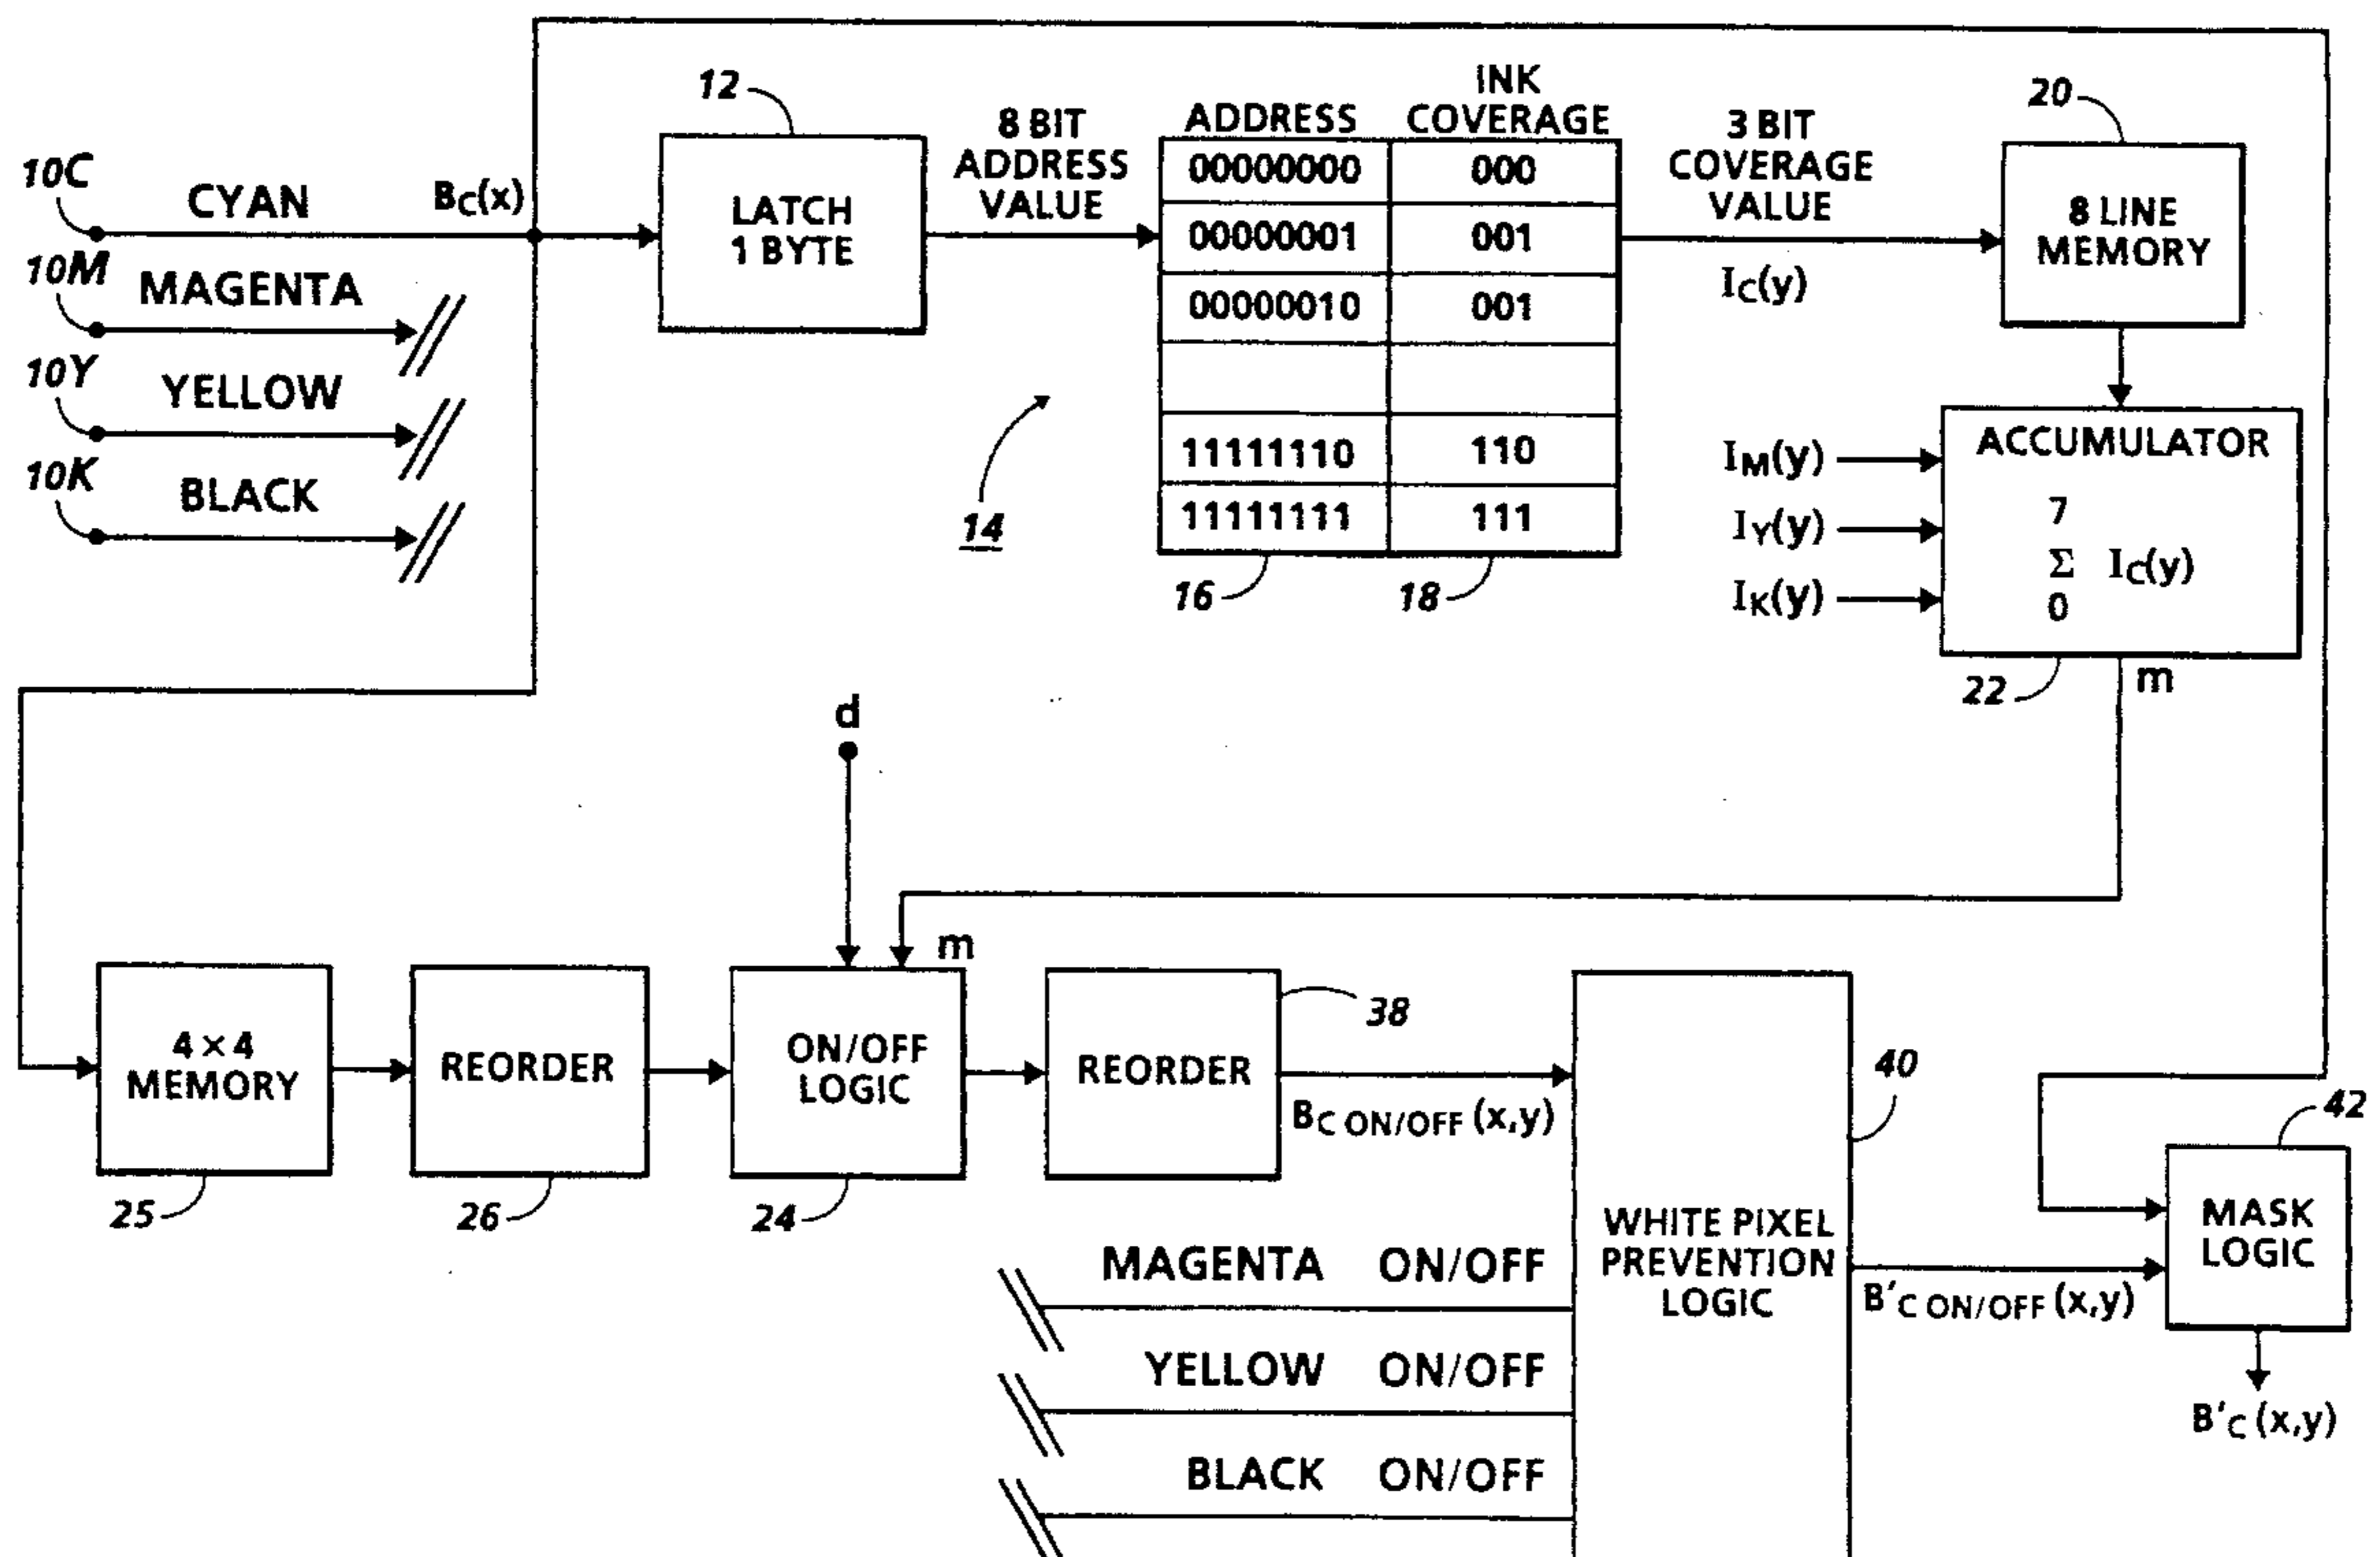 12
8 BIT
ADDRESS
VALUE
ADDRESS
INK
COVERAGE
3 BIT
COVERAGE
VALUE
20
10C
CYAN
BC(x)
LATCH
1 BYTE
00000000 000
00000001 001
00000010 001
11111110 110
11111111 111
IC(y)
8 LINE
MEMORY
10M
MAGENTA
10Y
YELLOW
10K
BLACK
14
16
18
IM(y)
IY(y)
IK(y)
ACCUMULATOR
7
Σ IC(y)
0
22
m
d
m
4 × 4
MEMORY
25
REORDER
26
ON/OFF
LOGIC
24
REORDER
38
BC ON/OFF (x,y)
40
WHITE PIXEL
PREVENTION
LOGIC
MAGENTA ON/OFF
YELLOW ON/OFF
BLACK ON/OFF
B'C ON/OFF (x,y)
42
MASK
LOGIC
B'C (x,y)